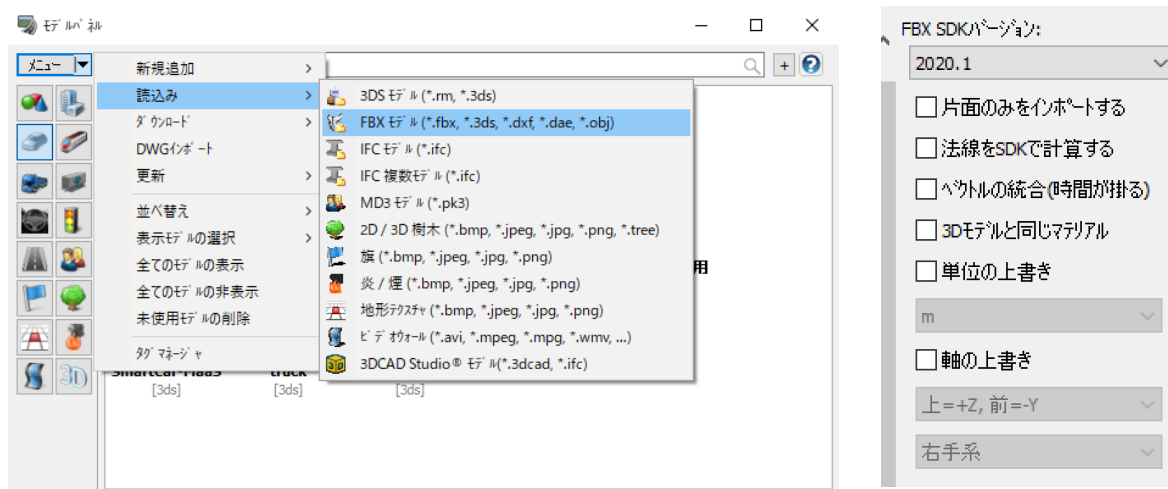 モデルパネル
メニュー
新規追加
読込み
ダウンロード
DWGインポート
更新
並べ替え
表示モデルの選択
全てのモデルの表示
全てのモデルの非表示
未使用モデルの削除
タグマネージャ
3DS モデル (*.rm, *.3ds)
FBX モデル (*.fbx, *.3ds, *.dxf, *.dae, *.obj)
IFC モデル (*.ifc)
IFC 複数モデル (*.ifc)
MD3 モデル (*.pk3)
2D / 3D 樹木 (*.bmp, *.jpeg, *.jpg, *.png, *.tree)
旗 (*.bmp, *.jpeg, *.jpg, *.png)
炎 / 煙 (*.bmp, *.jpeg, *.jpg, *.png)
地形テクスチャ (*.bmp, *.jpeg, *.jpg, *.png)
ビデオウォール (*.avi, *.mpeg, *.mpg, *.wmv, ...)
3DCAD Studio® モデル(*.3dcad, *.ifc)
用
3D
SmartCar-MaaS truck
[3ds] [3ds] [3ds]
FBX SDKバージョン:
2020.1
片面のみをインポートする
法線をSDKで計算する
ベクトルの統合(時間が掛る)
3Dモデルと同じマテリアル
単位の上書き
m
軸の上書き
上=+Z, 前=-Y
右手系